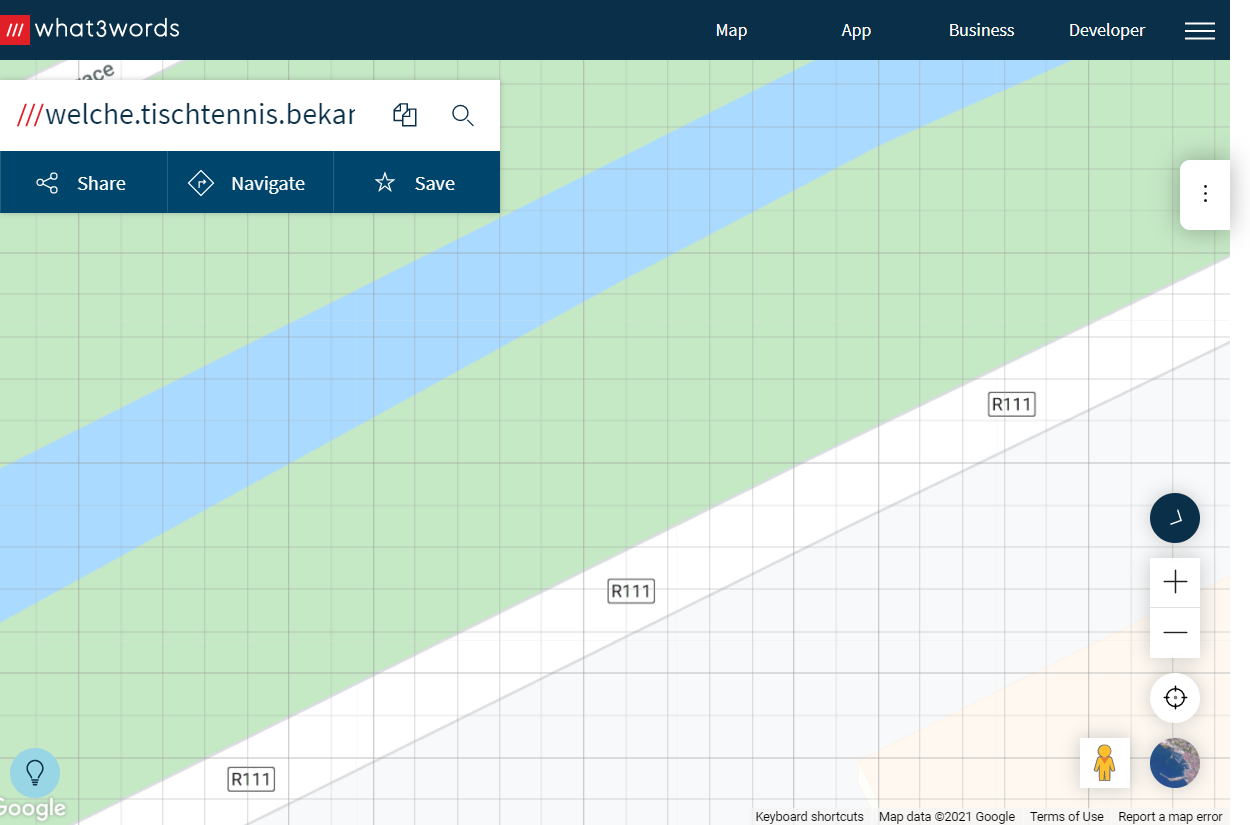 /// what3words
Map
App
Business
Developer
ace
///welche.tischtennis.bekar
Share
Navigate
Save
R111
R111
R111
Google
Keyboard shortcuts
Map data ©2021 Google
Terms of Use
Report a map error